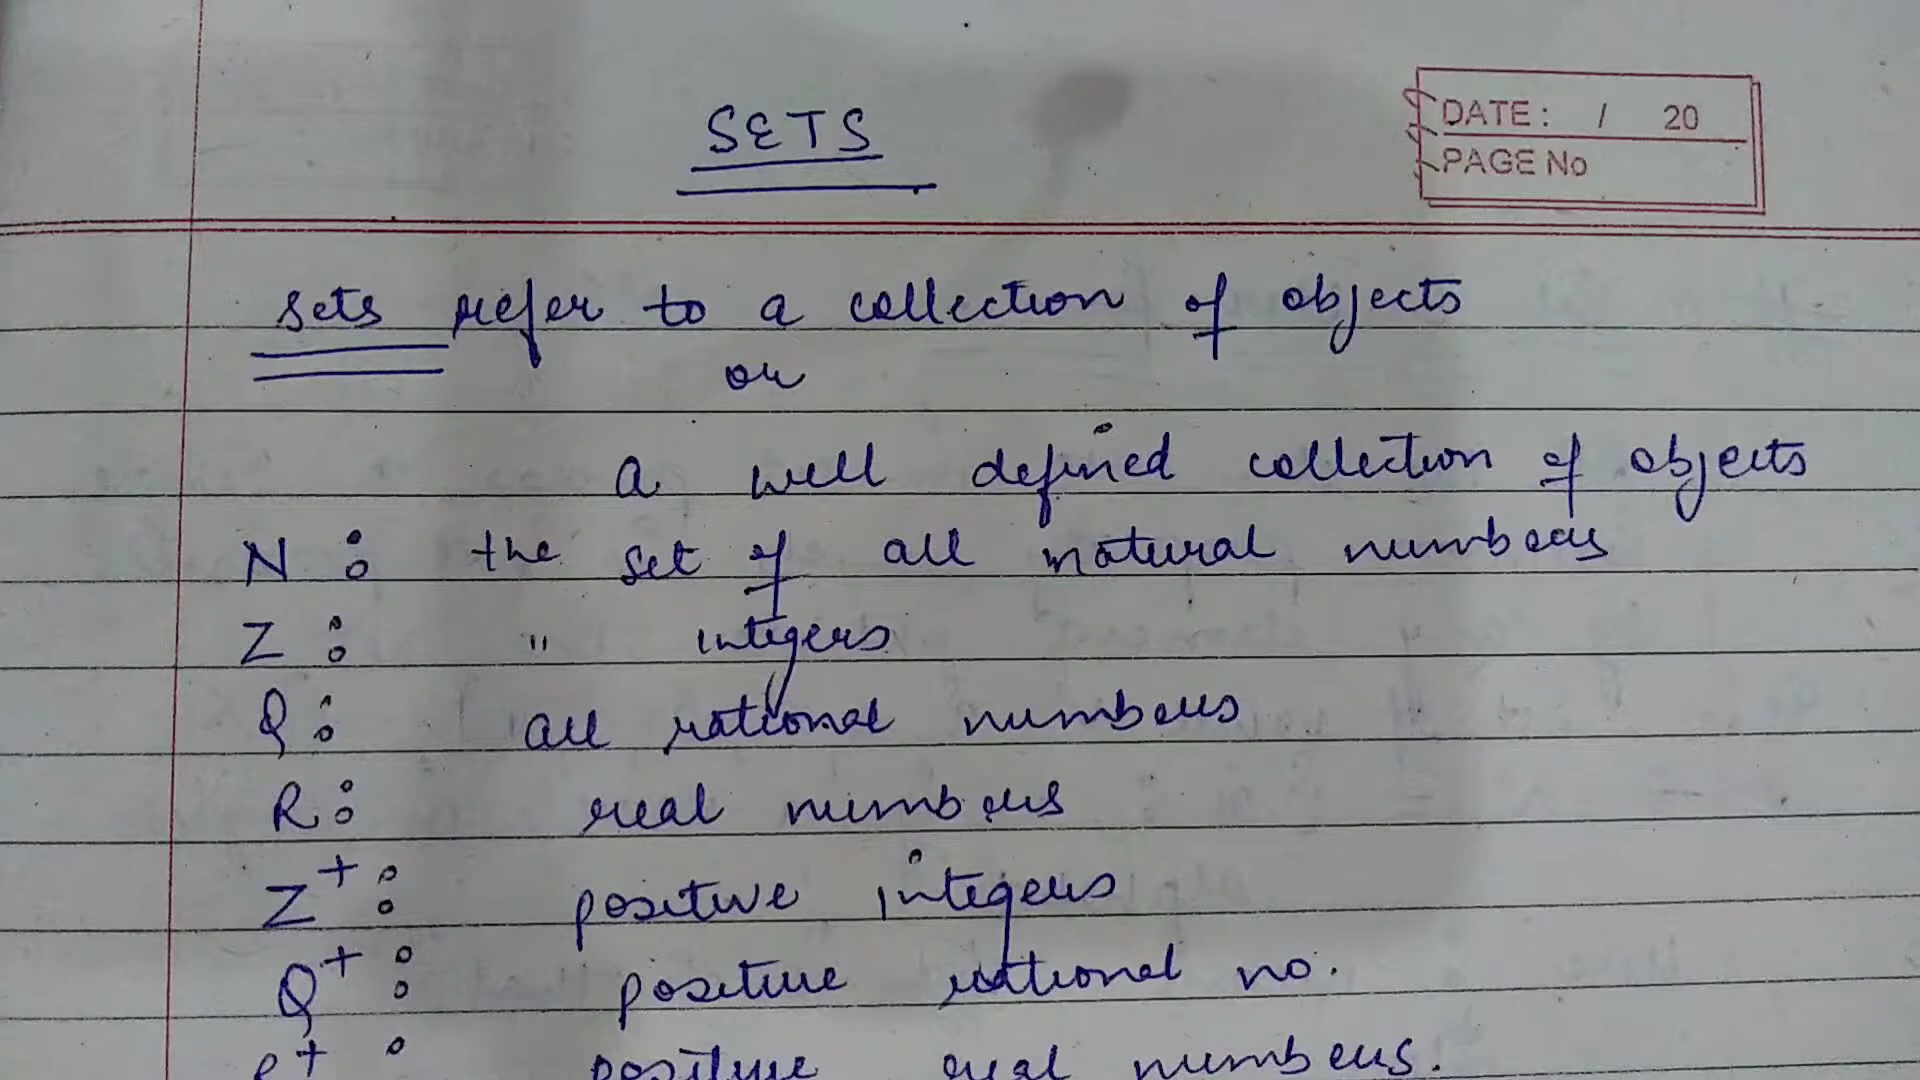 SETS
DATE: / 20
PAGE No
Sets refer to a collection of objects
or
a well defined collection of objects
N : the set of all natural numbers
Z : " integers
Q : all rational numbers
R : real numbers
Z+ : positive integers
Q+ : positive rational no.
R+ : positive real numbers.